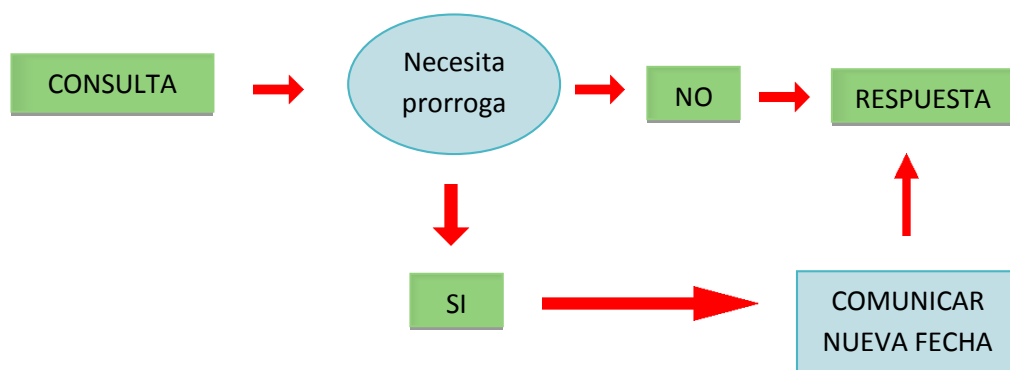 CONSULTA
Necesita
prorroga
NO
RESPUESTA
SI
COMUNICAR
NUEVA FECHA